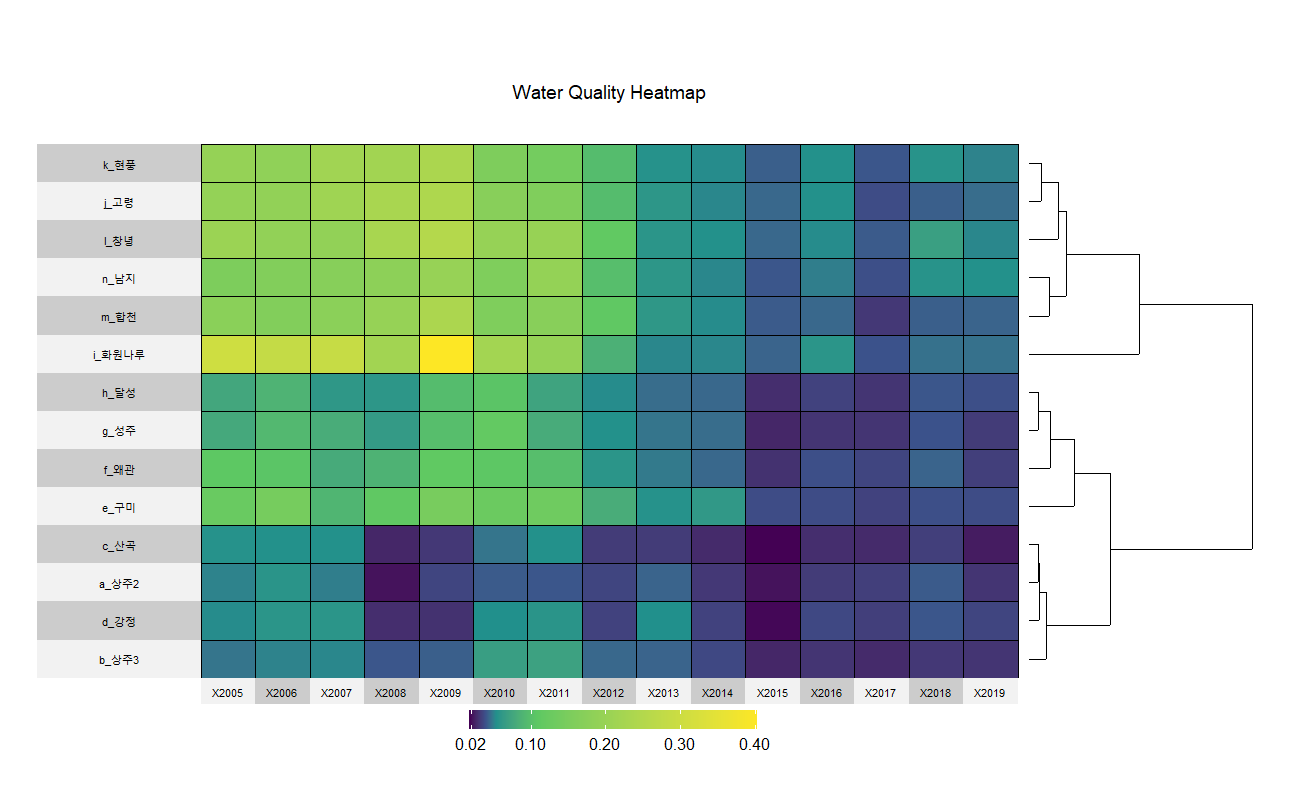 Water Quality Heatmap
k_현풍
j_고령
l_창녕
n_남지
m_합천
i_화원나루
h_달성
g_성주
f_왜관
e_구미
c_산곡
a_상주2
d_강정
b_상주3
X2005 X2006 X2007 X2008 X2009 X2010 X2011 X2012 X2013 X2014 X2015 X2016 X2017 X2018 X2019
0.02 0.10 0.20 0.30 0.40